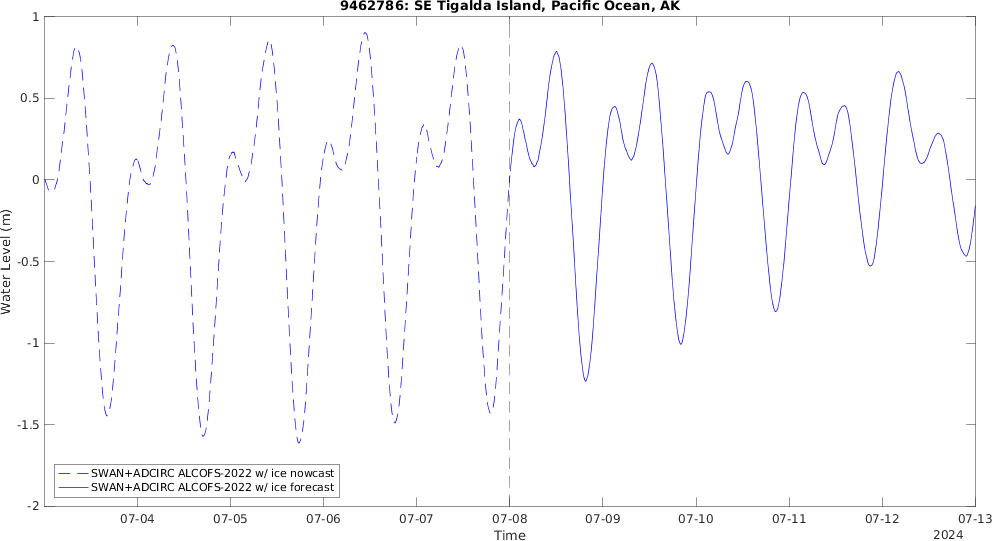 9462786: SE Tigalda Island, Pacific Ocean, AK
1
0.5
0
-0.5
-1
-1.5
-2
Water Level (m)
SWAN+ADCIRC ALCOFS-2022 w/ ice nowcast
SWAN+ADCIRC ALCOFS-2022 w/ ice forecast
07-04 07-05 07-06 07-07 07-08 07-09 07-10 07-11 07-12 07-13
Time
2024